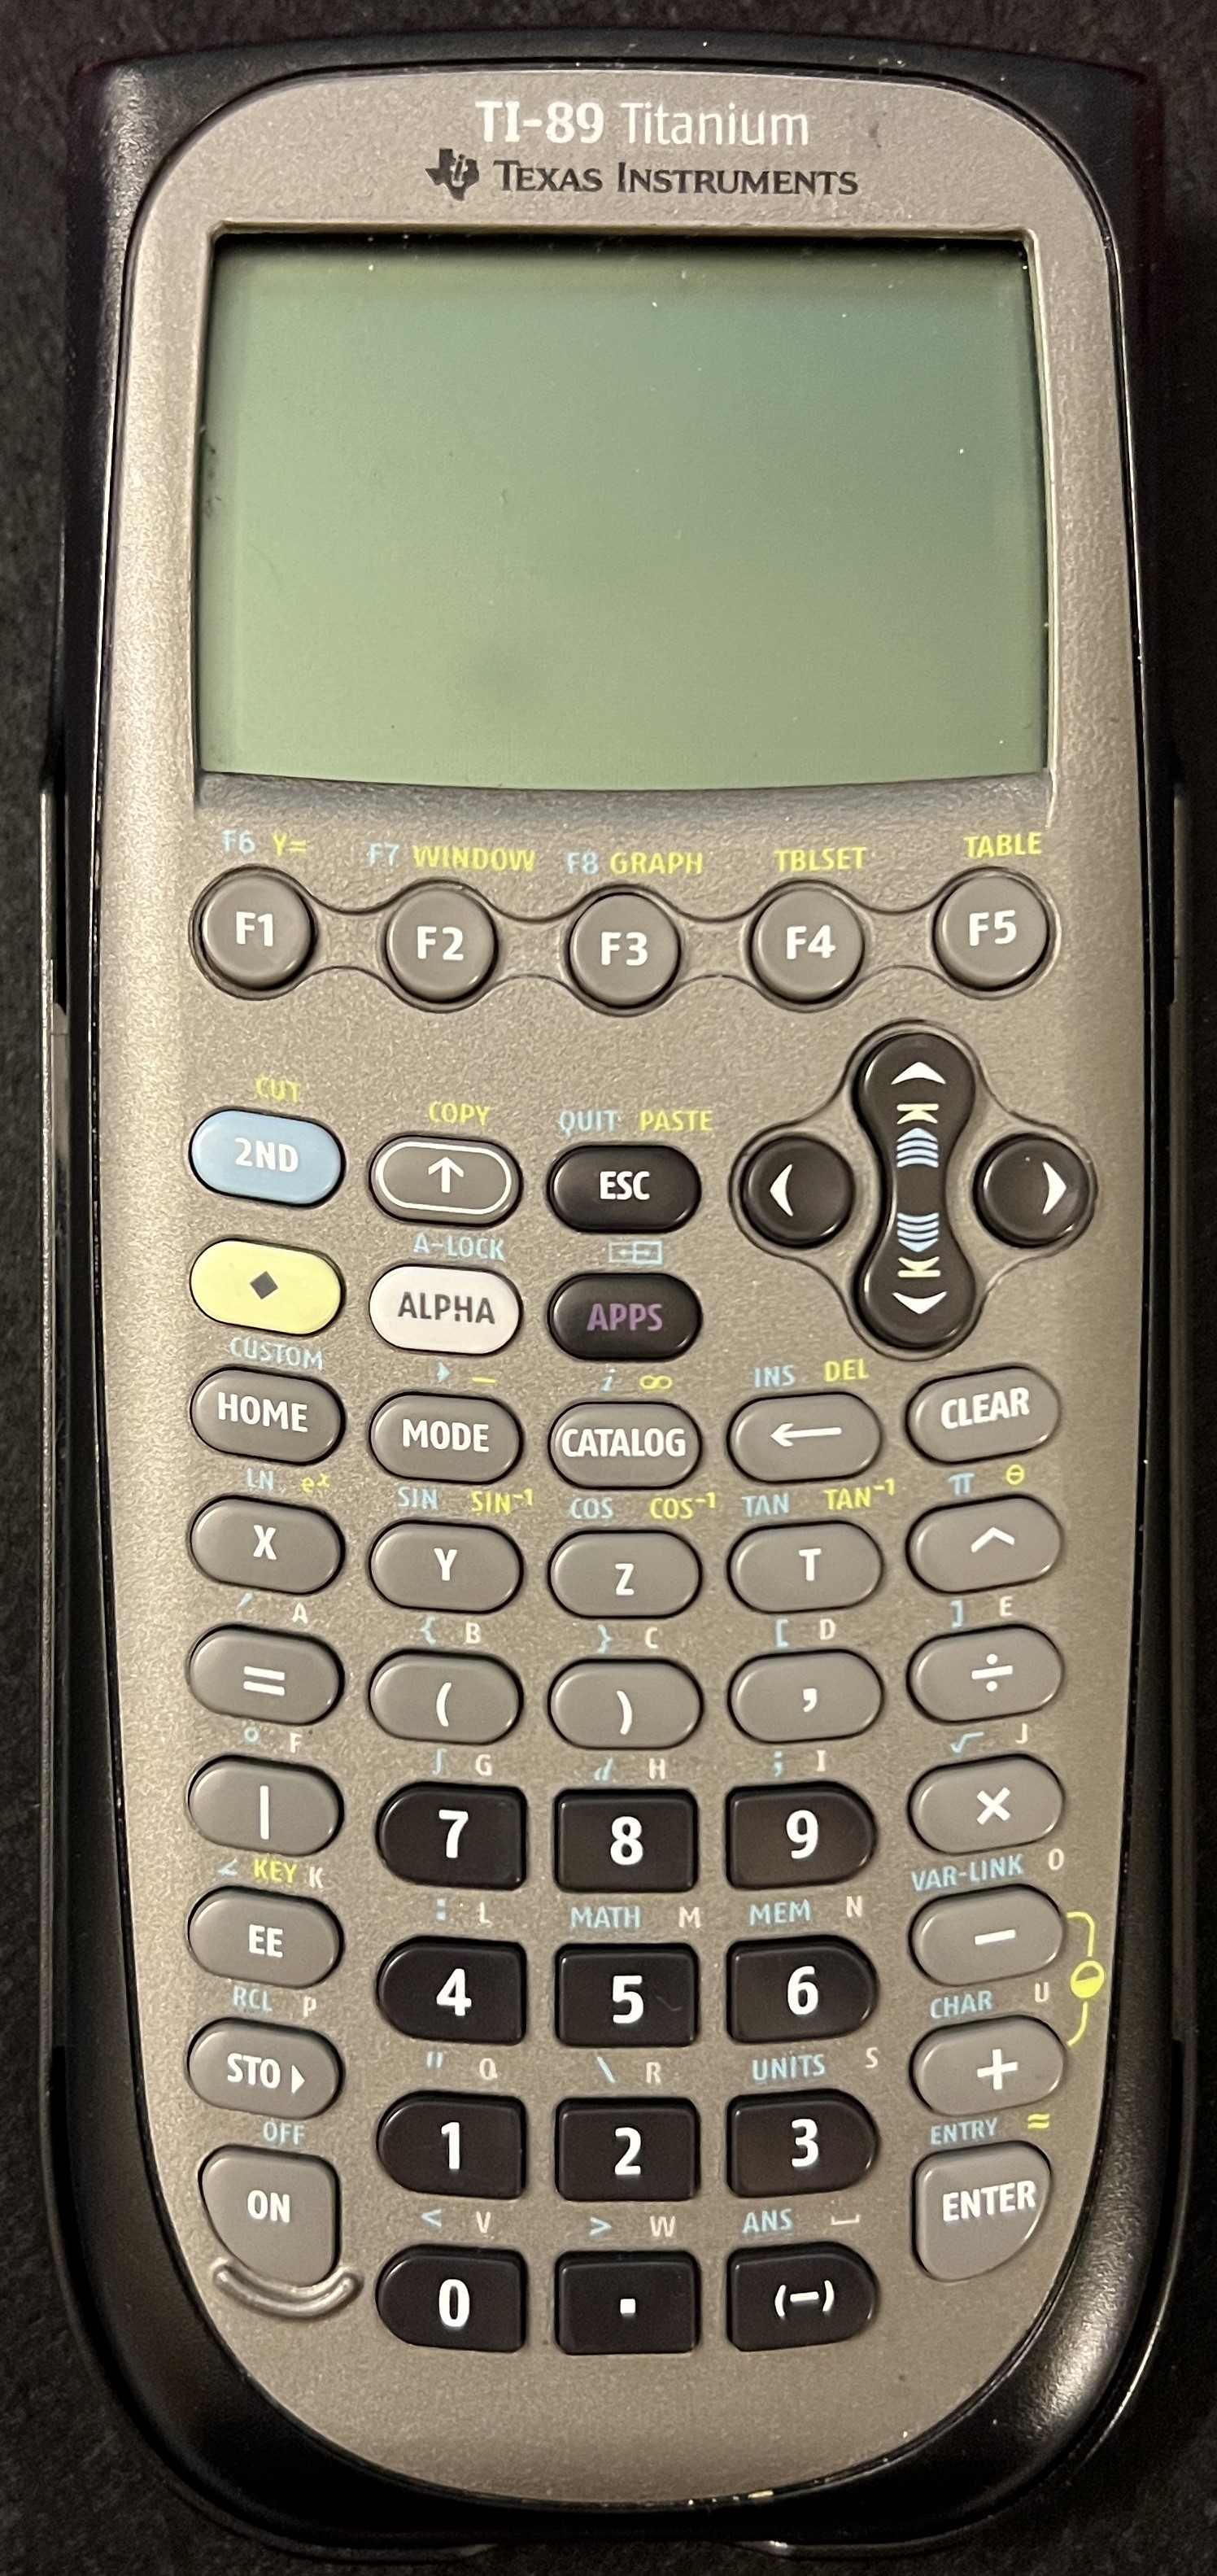 TI-89 Titanium
TEXAS INSTRUMENTS
F6 Y= F7 WINDOW F8 GRAPH TBLSET TABLE
F1 F2 F3 F4 F5
CUT COPY QUIT PASTE
2ND ↑ ESC
A-LOCK
◆ ALPHA APPS
CUSTOM ▶ _ i ∞ INS DEL
HOME MODE CATALOG ← CLEAR
LN eˣ SIN SIN⁻¹ COS COS⁻¹ TAN TAN⁻¹ π θ
X Y Z T ^
′ A { B } C [ D ] E
= ( ) , ÷
° F ∫ G d H ; I √ J
| 7 8 9 ×
∠ KEY K : L MATH M MEM N VAR-LINK O
EE 4 5 6 −
RCL P " Q \ R UNITS S CHAR U
STO▶ 1 2 3 +
OFF < V > W ANS ⎵ ENTRY ≈
ON 0 . (−) ENTER